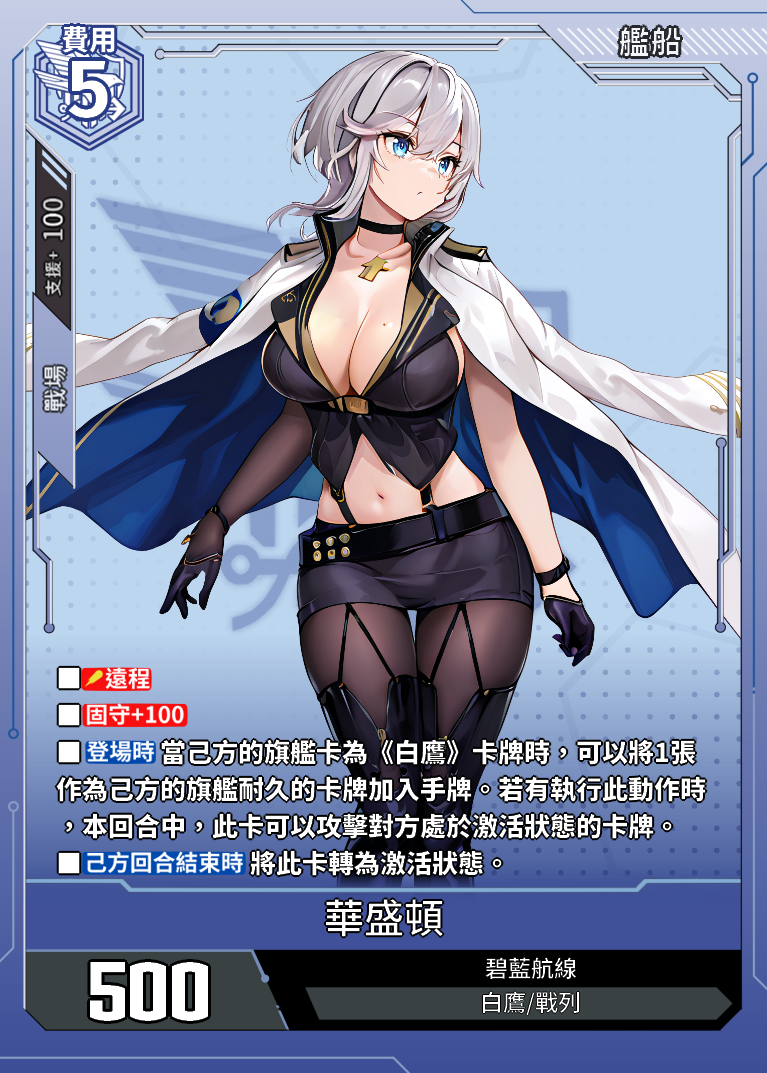 費用
5
艦船
支援+ 100
戰場
遠程
固守+100
登場時 當己方的旗艦卡為《白鷹》卡牌時，可以將1張
作為己方的旗艦耐久的卡牌加入手牌。若有執行此動作時
，本回合中，此卡可以攻擊對方處於激活狀態的卡牌。
己方回合結束時 將此卡轉為激活狀態。
華盛頓
500
碧藍航線
白鷹/戰列